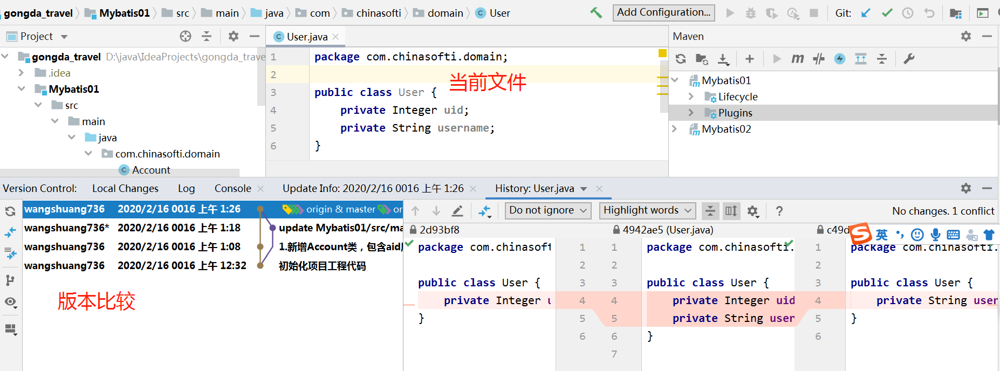 gongda_travel Mybatis01 src main java com chinasofti domain User Add Configuration... Git:
Project
User.java
Maven
gongda_travel D:\java\IdeaProjects\gongda_trave
.idea
Mybatis01
src
main
java
com.chinasofti.domain
Account
1 package com.chinasofti.domain;
2
3 public class User {
4 private Integer uid;
5 private String username;
6 }
当前文件
Mybatis01
Lifecycle
Plugins
Mybatis02
Version Control: Local Changes Log Console Update Info: 2020/2/16 0016 上午 1:26 History: User.java
wangshuang736 2020/2/16 0016 上午 1:26 origin & master or
wangshuang736* 2020/2/16 0016 上午 1:18 update Mybatis01/src/ma
wangshuang736 2020/2/16 0016 上午 1:08 1.新增Account类，包含aid
wangshuang736 2020/2/16 0016 上午 12:32 初始化项目工程代码
版本比较
Do not ignore Highlight words ? No changes. 1 conflict
2d93bf8 4942ae5 (User.java) c49d
英
package com.chinasoft 1 1 package com.chinasofti. 1 package com.chinasofti.
2 2 2
public class User { 3 3 public class User { 3 public class User {
private Integer u 4 4 private Integer uid 4 private String user
} 5 5 private String user 5 }
6 6 } 6
7